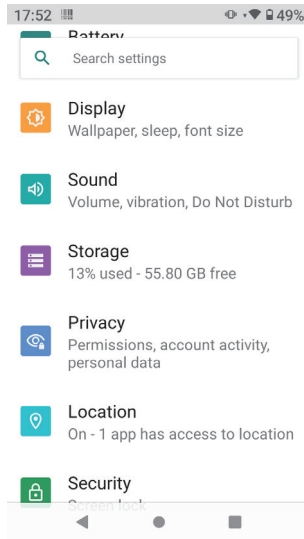 17:52 49%
Battery
Search settings
Display
Wallpaper, sleep, font size
Sound
Volume, vibration, Do Not Disturb
Storage
13% used - 55.80 GB free
Privacy
Permissions, account activity,
personal data
Location
On - 1 app has access to location
Security
Screen lock